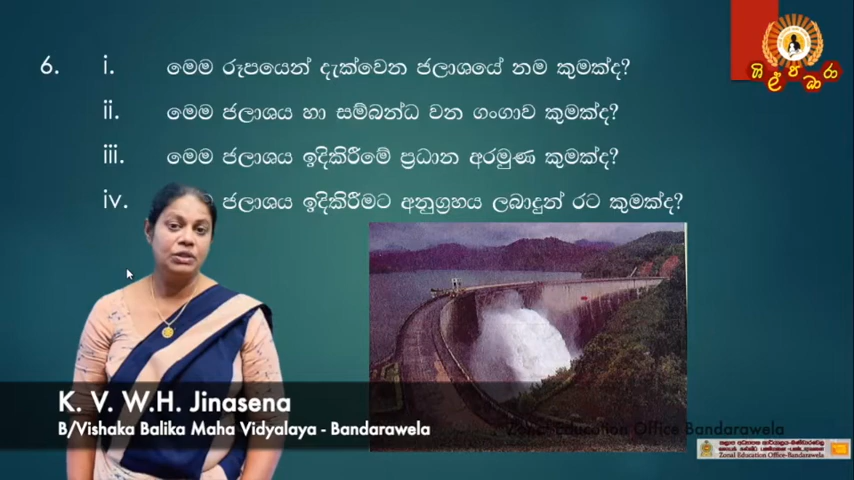 6. i. මෙම රූපයෙන් දැක්වෙන ජලාශයේ නම කුමක්ද?
ii. මෙම ජලාශය හා සම්බන්ධ වන ගංගාව කුමක්ද?
iii. මෙම ජලාශය ඉදිකිරීමේ ප්‍රධාන අරමුණ කුමක්ද?
iv. ජලාශය ඉදිකිරීමට අනුග්‍රහය ලබාදුන් රට කුමක්ද?
K. V. W.H. Jinasena
B/Vishaka Balika Maha Vidyalaya - Bandarawela
Zonal Education Office Bandarawela
Zonal Education Office-Bandarawela